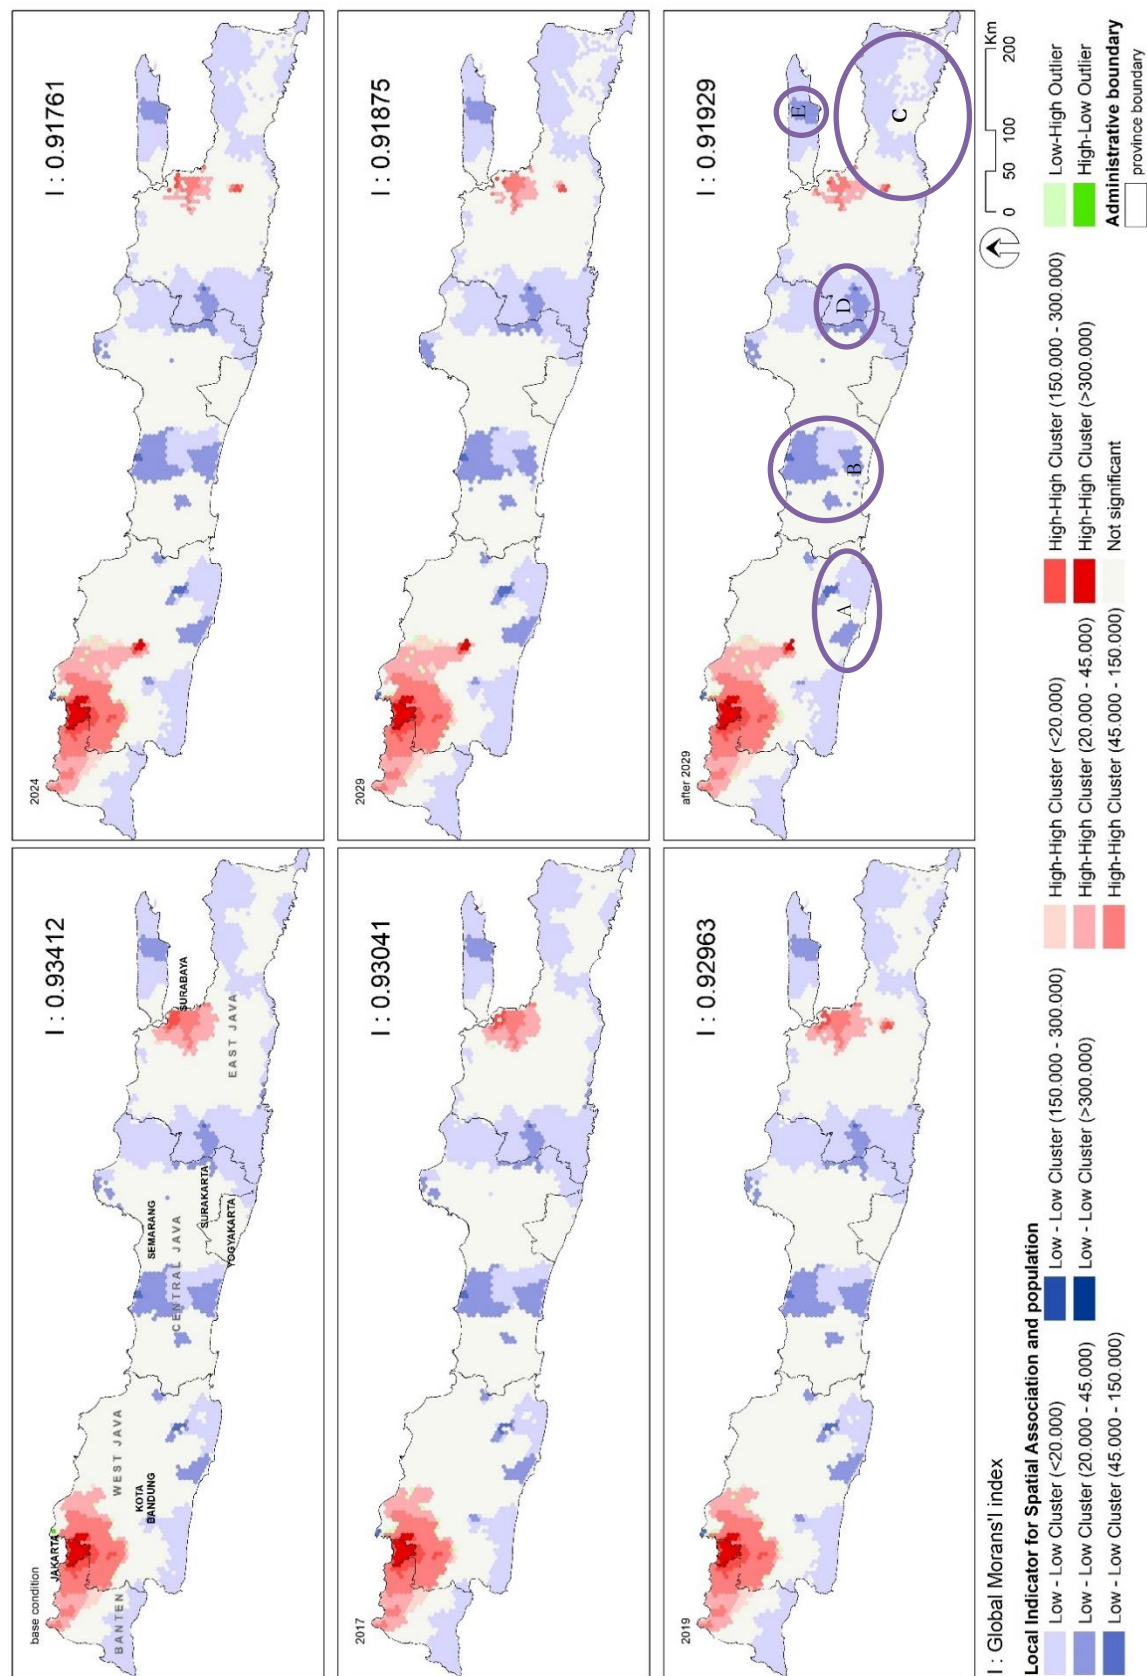 base condition
I : 0.93412
JAKARTA
BANTEN
WEST JAVA
KOTA
BANDUNG
SEMARANG
CENTRAL JAVA
SURAKARTA
YOGYAKARTA
SURABAYA
EAST JAVA
2024
I : 0.91761
2017
I : 0.93041
2029
I : 0.91875
2019
I : 0.92963
after 2029
I : 0.91929
A
B
C
D
E
I : Global Morans'I index
0 50 100 200
Km
Local Indicator for Spatial Association and population
Low - Low Cluster (<20.000)
Low - Low Cluster (20.000 - 45.000)
Low - Low Cluster (45.000 - 150.000)
Low - Low Cluster (150.000 - 300.000)
Low - Low Cluster (>300.000)
High-High Cluster (<20.000)
High-High Cluster (20.000 - 45.000)
High-High Cluster (45.000 - 150.000)
High-High Cluster (150.000 - 300.000)
High-High Cluster (>300.000)
Not significant
Low-High Outlier
High-Low Outlier
Administrative boundary
province boundary